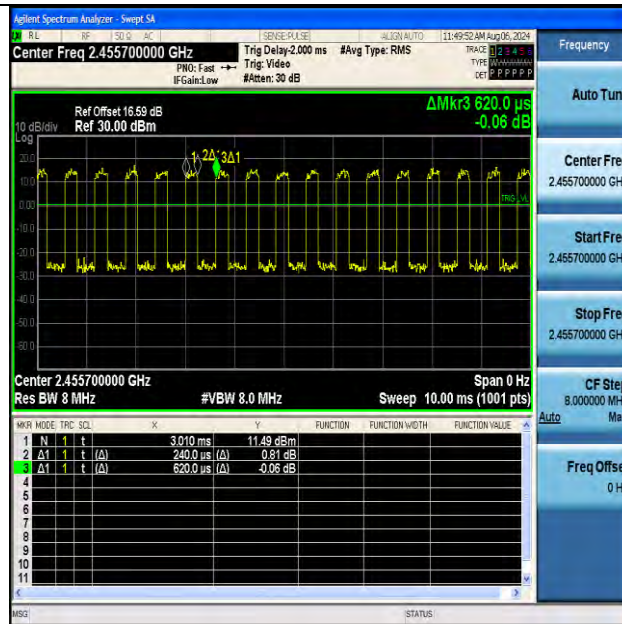 Agilent Spectrum Analyzer - Swept SA
RL RF 50 Ω AC SENSE:PULSE ALIGN AUTO 11:49:52 AM Aug 06, 2024
Center Freq 2.455700000 GHz
PNO: Fast
IFGain:Low
Trig Delay-2.000 ms
Trig: Video
#Atten: 30 dB
#Avg Type: RMS
TRACE 1 2 3 4 5 6
TYPE
DET P P P P P P
Frequency
ΔMkr3 620.0 µs
-0.06 dB
Ref Offset 16.59 dB
Ref 30.00 dBm
10 dB/div
Log
20.0
10.0
0.00
-10.0
-20.0
-30.0
-40.0
-50.0
-60.0
1 2Δ1 3Δ1
TRIG LVL
Center 2.455700000 GHz
Span 0 Hz
Res BW 8 MHz
#VBW 8.0 MHz
Sweep 10.00 ms (1001 pts)
MKR MODE TRC SCL X Y FUNCTION FUNCTION WIDTH FUNCTION VALUE
1 N 1 t 3.010 ms 11.49 dBm
2 Δ1 1 t (Δ) 240.0 µs (Δ) 0.81 dB
3 Δ1 1 t (Δ) 620.0 µs (Δ) -0.06 dB
4
5
6
7
8
9
10
11
Auto Tun
Center Fre
2.455700000 GH
Start Fre
2.455700000 GH
Stop Fre
2.455700000 GH
CF Ste
8.000000 MH
Auto Ma
Freq Offse
0 H
MSG
STATUS